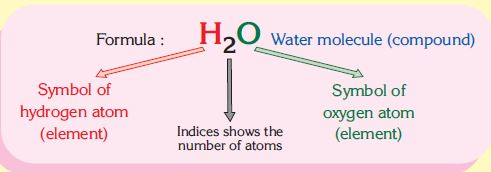 Formula : H₂O Water molecule (compound)
Symbol of
hydrogen atom
(element)
Indices shows the
number of atoms
Symbol of
oxygen atom
(element)